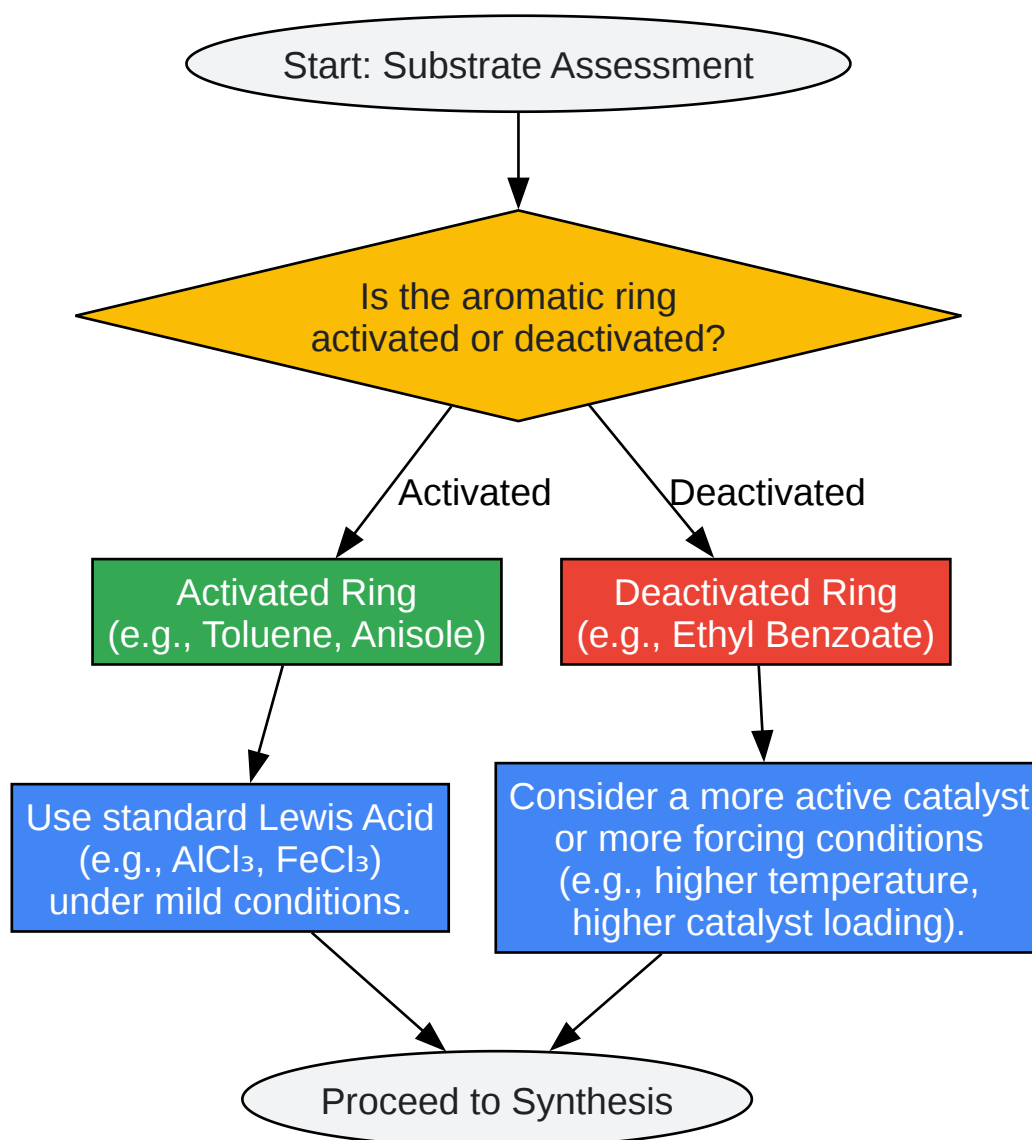 Start: Substrate Assessment
Is the aromatic ring
activated or deactivated?
Activated
Deactivated
Activated Ring
(e.g., Toluene, Anisole)
Deactivated Ring
(e.g., Ethyl Benzoate)
Use standard Lewis Acid
(e.g., AlCl₃, FeCl₃)
under mild conditions.
Consider a more active catalyst
or more forcing conditions
(e.g., higher temperature,
higher catalyst loading).
Proceed to Synthesis